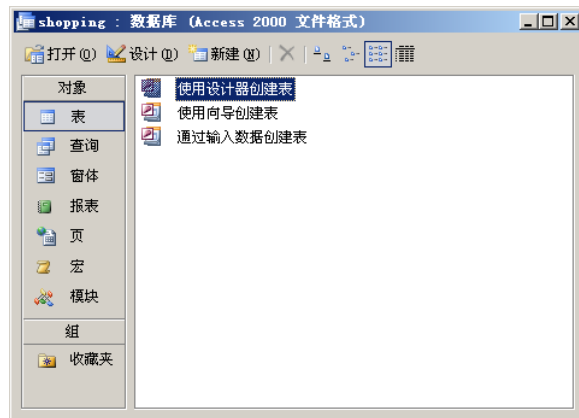 shopping : 数据库 (Access 2000 文件格式)
打开(O) 设计(D) 新建(N)
对象
表
查询
窗体
报表
页
宏
模块
组
收藏夹
使用设计器创建表
使用向导创建表
通过输入数据创建表